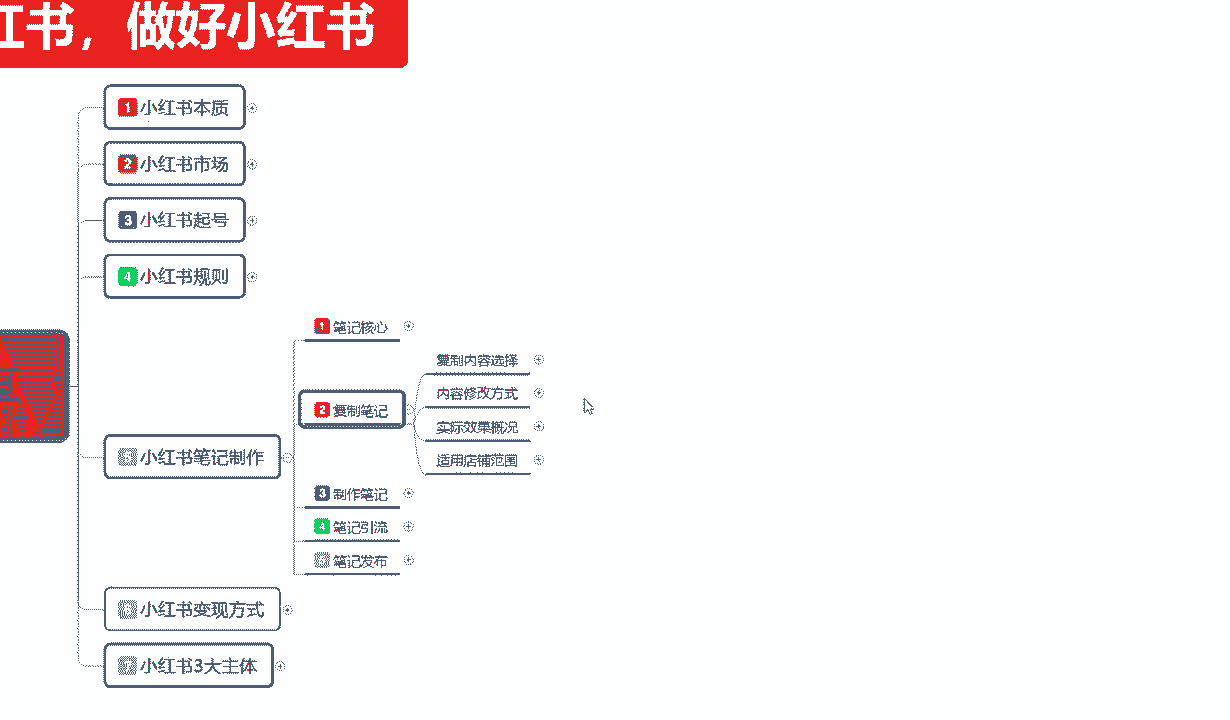 红书，做好小红书
1 小红书本质
2 小红书市场
3 小红书起号
4 小红书规则
小红书笔记制作
1 笔记核心
2 复制笔记
复制内容选择
内容修改方式
实际效果概况
适用店铺范围
3 制作笔记
4 笔记引流
笔记发布
小红书变现方式
7 小红书3大主体